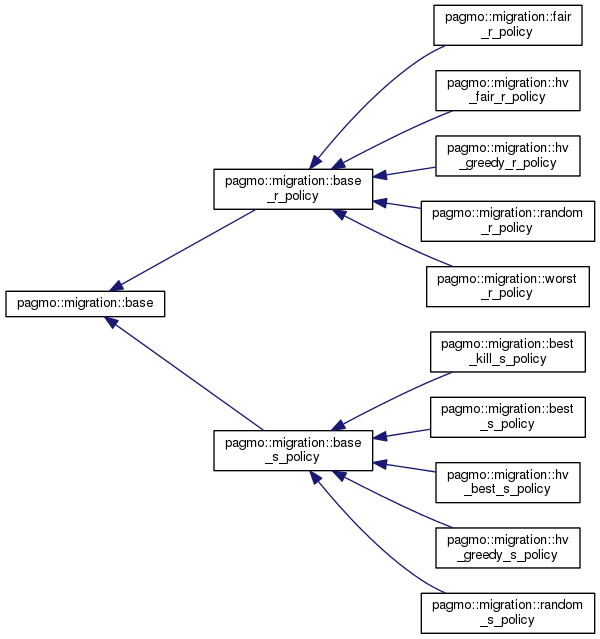 pagmo::migration::fair
_r_policy
pagmo::migration::hv
_fair_r_policy
pagmo::migration::hv
_greedy_r_policy
pagmo::migration::base
_r_policy
pagmo::migration::random
_r_policy
pagmo::migration::worst
_r_policy
pagmo::migration::base
pagmo::migration::best
_kill_s_policy
pagmo::migration::best
_s_policy
pagmo::migration::base
_s_policy
pagmo::migration::hv
_best_s_policy
pagmo::migration::hv
_greedy_s_policy
pagmo::migration::random
_s_policy